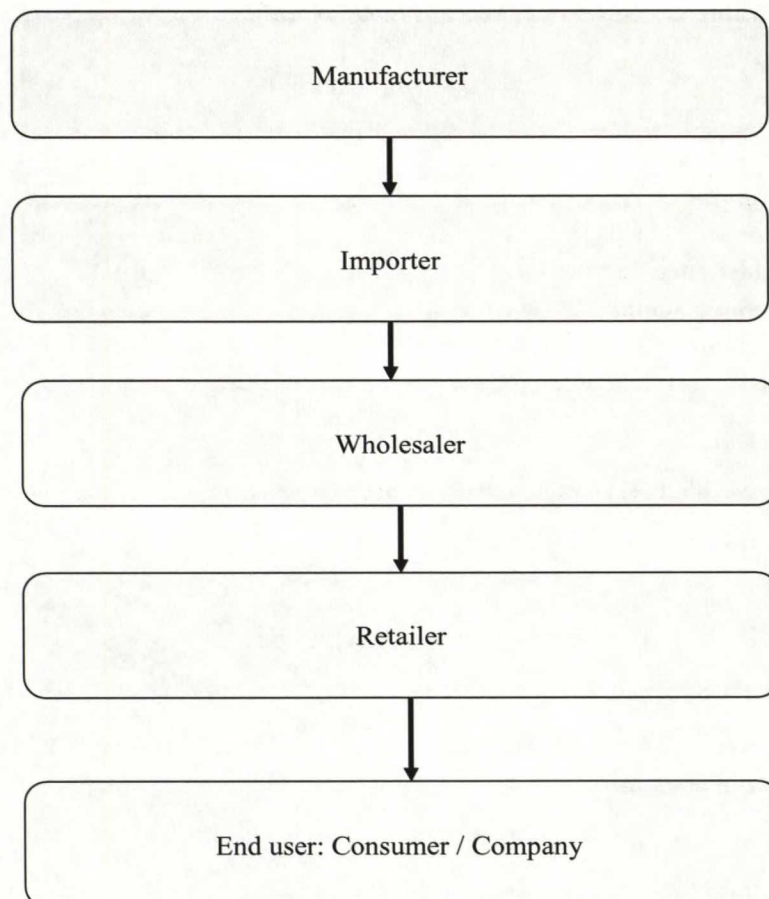 Manufacturer
Importer
Wholesaler
Retailer
End user: Consumer / Company